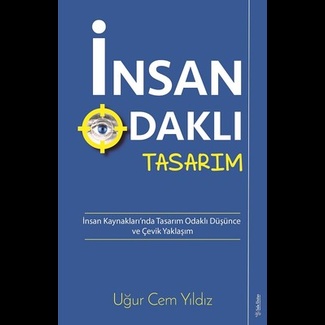 İNSAN
ODAKLI
TASARIM
İnsan Kaynakları'nda Tasarım Odaklı Düşünce
ve Çevik Yaklaşım
Uğur Cem Yıldız